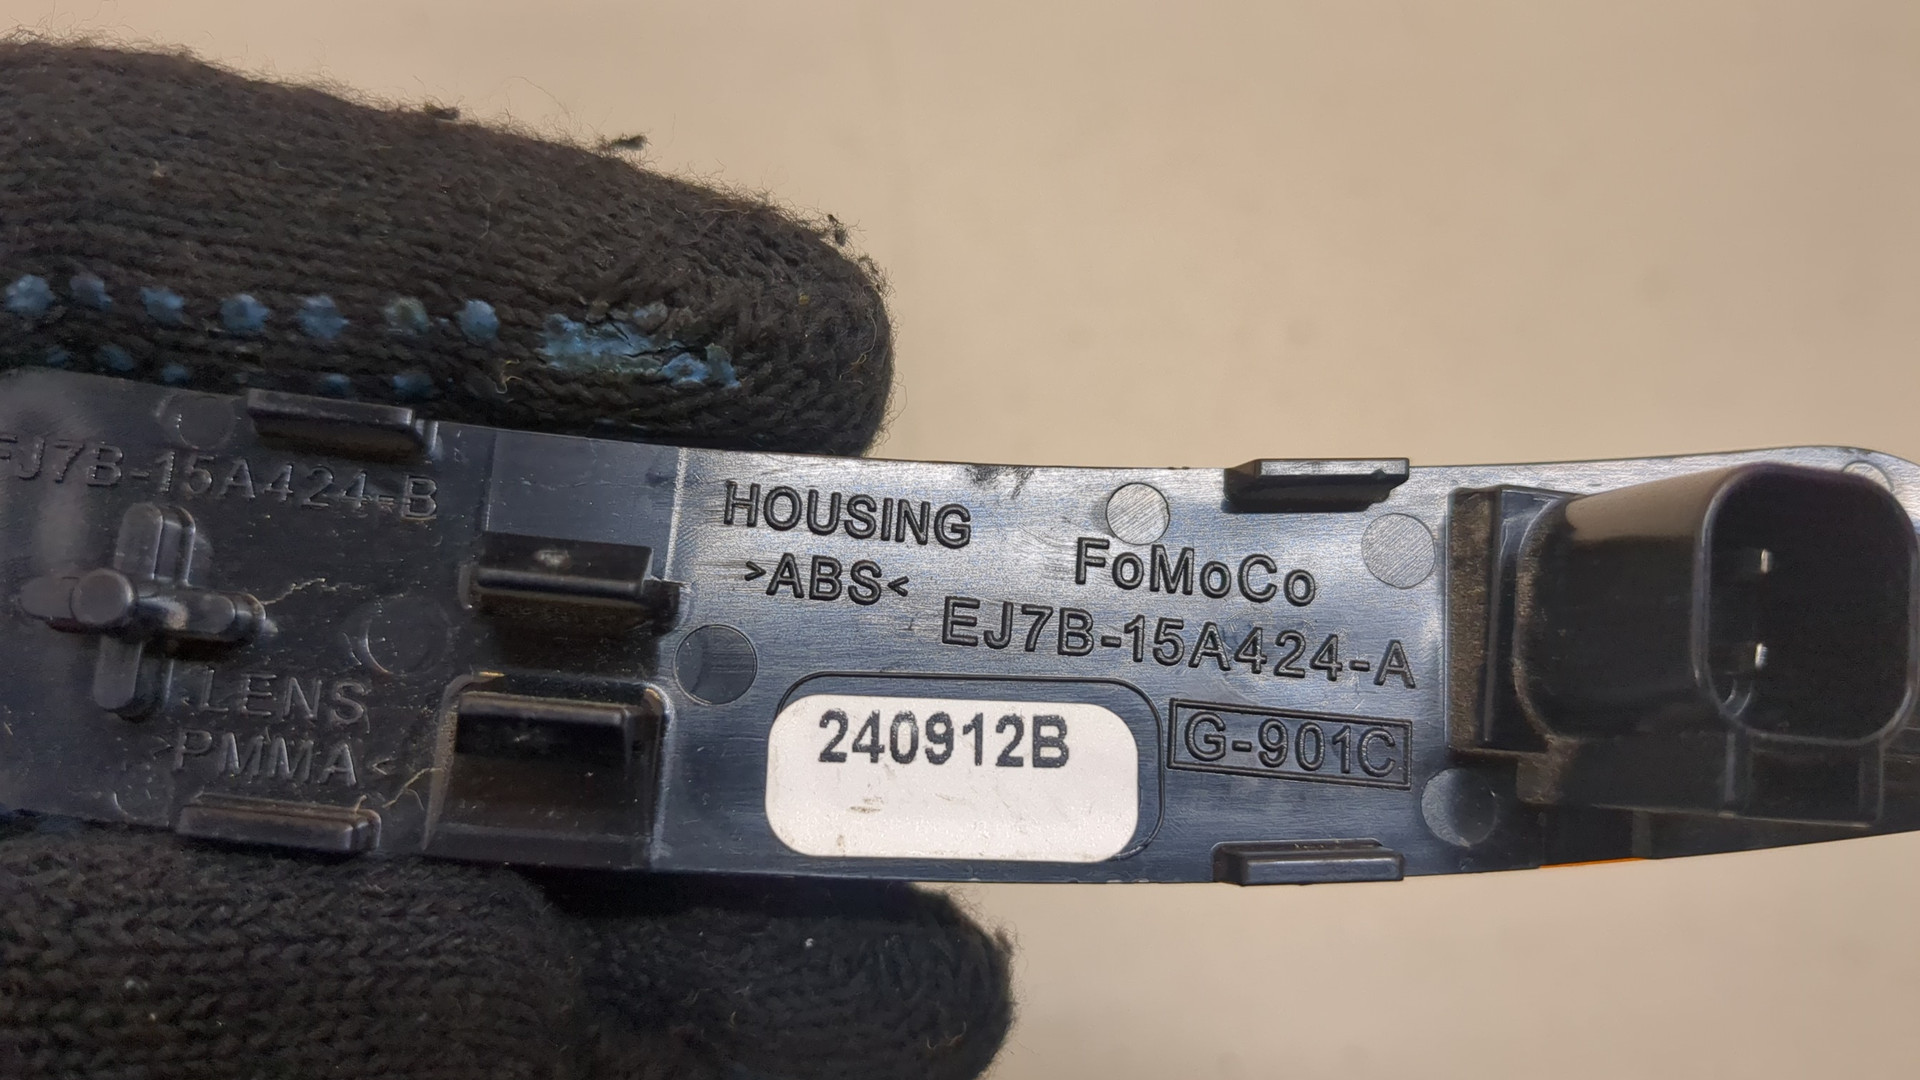 EJ7B-15A424-B
LENS
>PMMA<
HOUSING
>ABS<
FoMoCo
EJ7B-15A424-A
240912B
G-901C